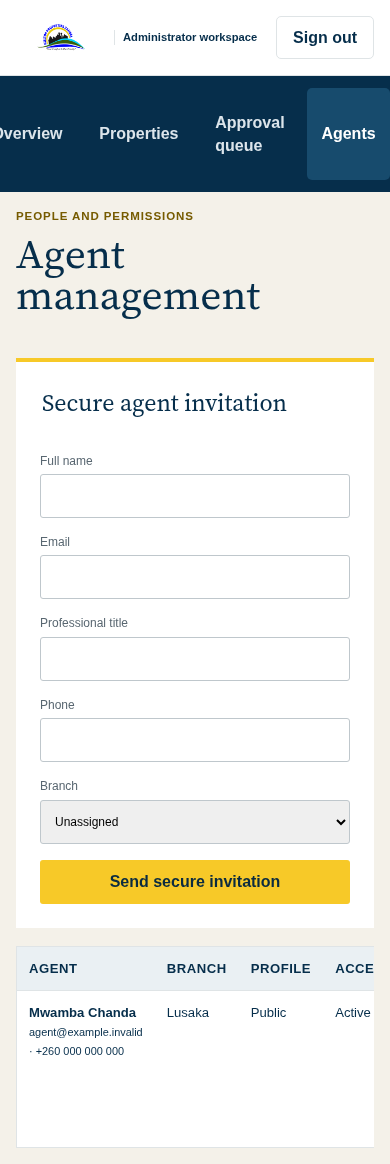 Administrator workspace
Sign out
Overview
Properties
Approval
queue
Agents
PEOPLE AND PERMISSIONS
Agent
management
Secure agent invitation
Full name
Email
Professional title
Phone
Branch
Unassigned
Send secure invitation
AGENT BRANCH PROFILE ACCE
Mwamba Chanda Lusaka Public Active
agent@example.invalid
· +260 000 000 000